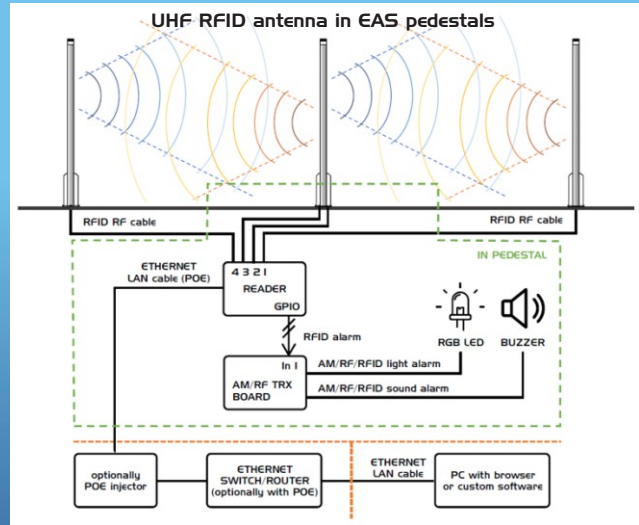 UHF RFID antenna in EAS pedestals
RFID RF cable
RFID RF cable
IN PEDESTAL
ETHERNET
LAN cable (POE)
4 3 2 1
READER
GPIO
RFID alarm
RGB LED
BUZZER
In 1
AM/RF TRX
BOARD
AM/RF/RFID light alarm
AM/RF/RFID sound alarm
optionally
POE injector
ETHERNET
SWITCH/ROUTER
(optionally with POE)
ETHERNET
LAN cable
PC with browser
or custom software